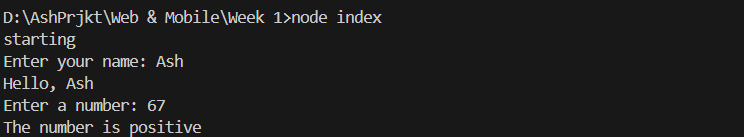 D:\AshPrjkt\Web & Mobile\Week 1>node index
starting
Enter your name: Ash
Hello, Ash
Enter a number: 67
The number is positive